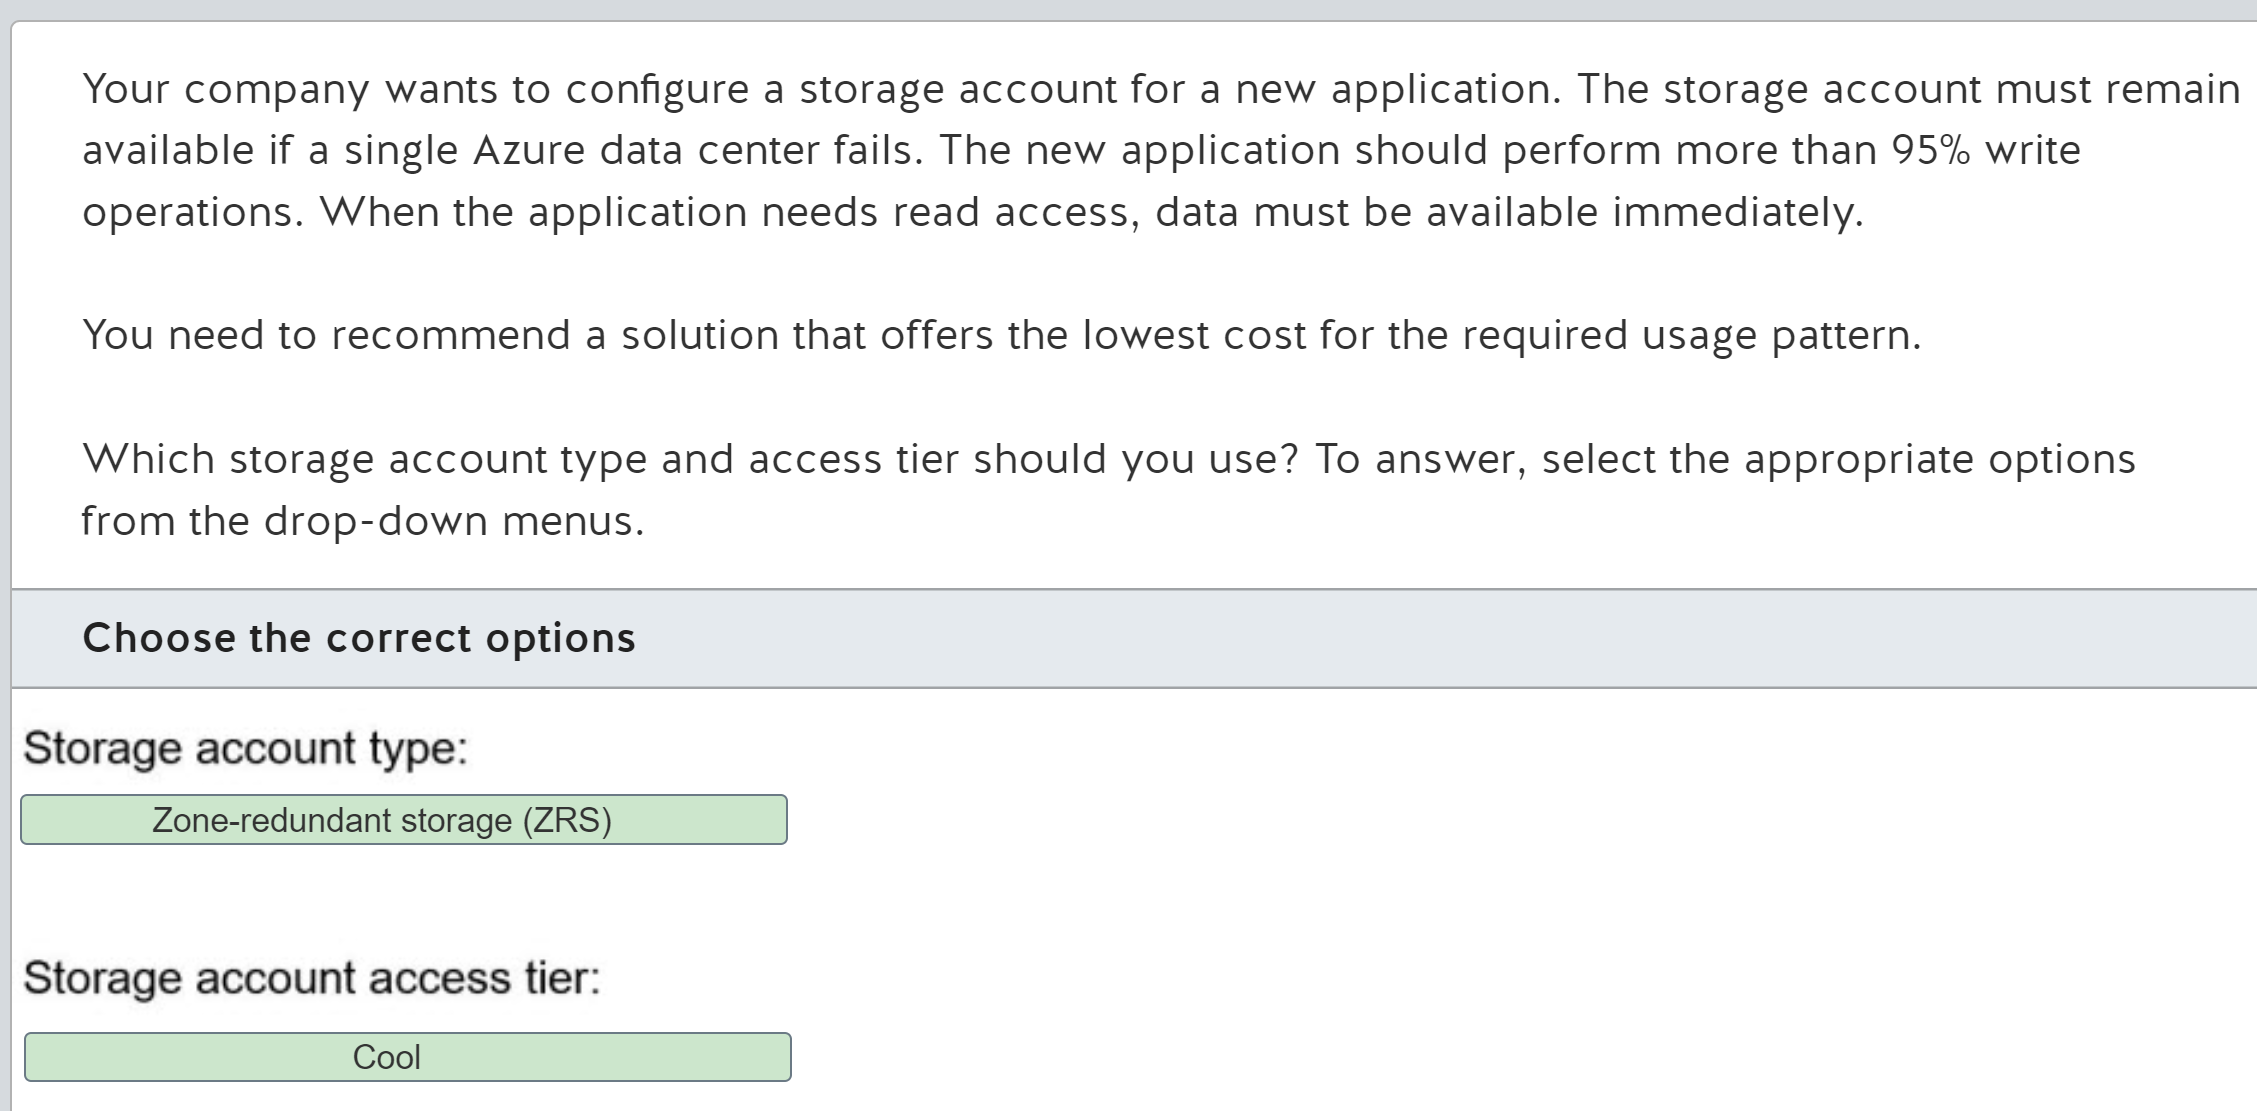 Your company wants to configure a storage account for a new application. The storage account must remain
available if a single Azure data center fails. The new application should perform more than 95% write
operations. When the application needs read access, data must be available immediately.
You need to recommend a solution that offers the lowest cost for the required usage pattern.
Which storage account type and access tier should you use? To answer, select the appropriate options
from the drop-down menus.
Choose the correct options
Storage account type:
Zone-redundant storage (ZRS)
Storage account access tier:
Cool